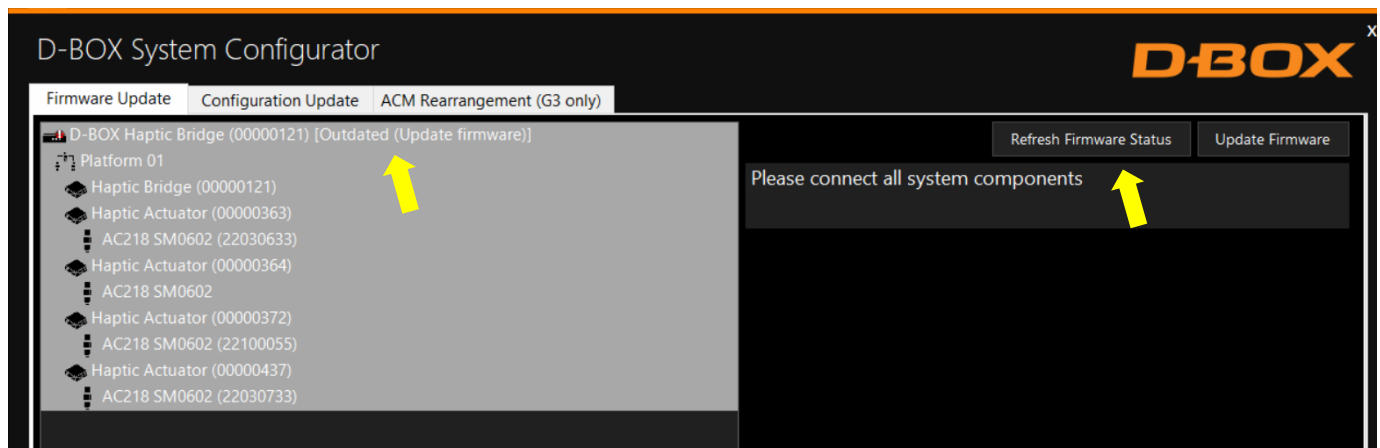 D-BOX System Configurator
D-BOX
x
Firmware Update
Configuration Update
ACM Rearrangement (G3 only)
D-BOX Haptic Bridge (00000121) [Outdated (Update firmware)]
Platform 01
Haptic Bridge (00000121)
Haptic Actuator (00000363)
AC218 SM0602 (22030633)
Haptic Actuator (00000364)
AC218 SM0602
Haptic Actuator (00000372)
AC218 SM0602 (22100055)
Haptic Actuator (00000437)
AC218 SM0602 (22030733)
Refresh Firmware Status
Update Firmware
Please connect all system components